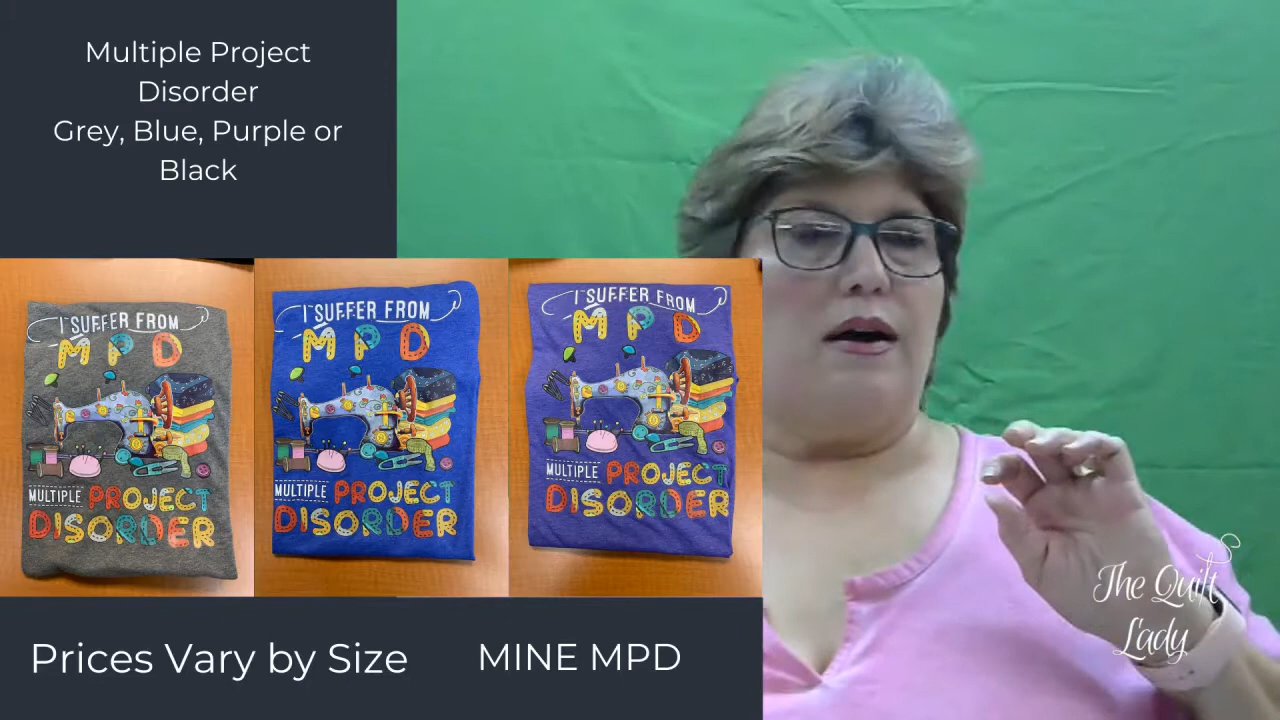 Multiple Project
Disorder
Grey, Blue, Purple or
Black
I SUFFER FROM
MPD
MULTIPLE PROJECT
DISORDER
I SUFFER FROM
MPD
MULTIPLE PROJECT
DISORDER
I SUFFER FROM
MPD
MULTIPLE PROJECT
DISORDER
Prices Vary by Size
MINE MPD
The Quilt
Lady